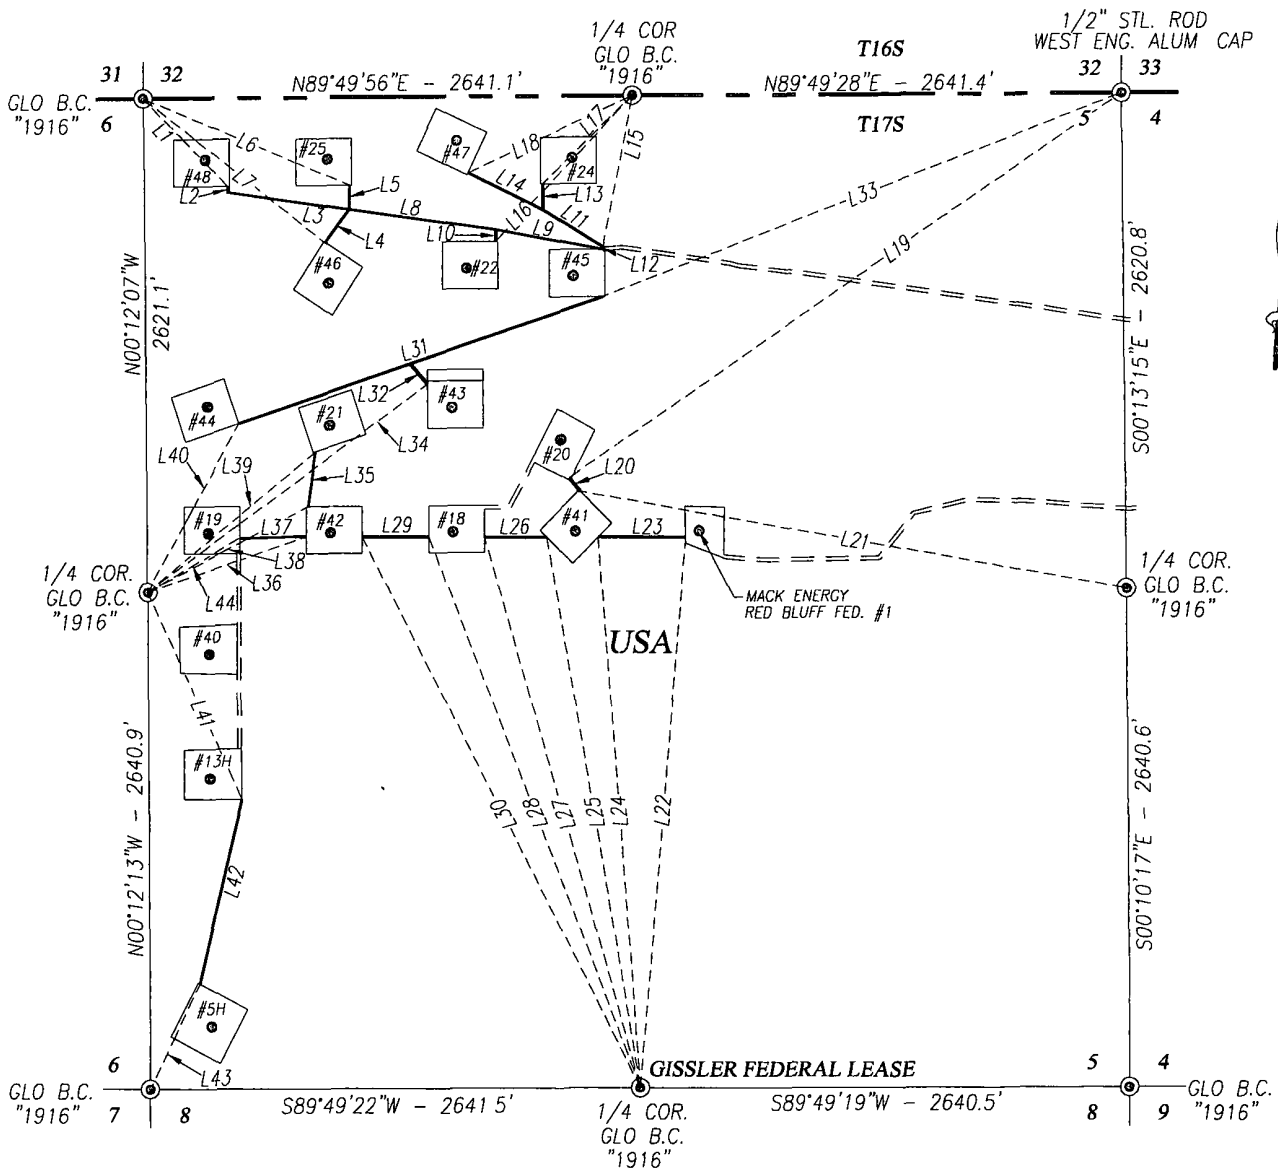 1/4 COR
GLO B.C.
"1916"
T16S
1/2" STL. ROD
WEST ENG. ALUM CAP
31 32
N89°49'56"E - 2641.1'
N89°49'28"E - 2641.4'
32 33
GLO B.C.
"1916"
6
T17S
5 4
L1
L6
L7
#48
#25
#47
L18
L17
#24
L15
L2
L5
L14
L13
L3
L8
L16
L11
L33
L4
L10
L9
L12
L19
#46
#22
#45
N00°12'07"W
2621.1'
S00°13'15"E - 2620.8'
L31
L32
#43
#44
#21
L34
L40
L39
L35
#20
L20
#19
L37
#42
L29
#18
L26
#41
L23
L21
L38
L36
L44
1/4 COR.
GLO B.C.
"1916"
1/4 COR.
GLO B.C.
"1916"
MACK ENERGY
RED BLUFF FED. #1
USA
#40
L41
#13H
N00°12'13"W - 2640.9'
S00°10'17"E - 2640.6'
L30
L28
L27
L25
L24
L22
L42
#5H
L43
6
GLO B.C.
"1916"
7 8
S89°49'22"W - 2641 5'
GISSLER FEDERAL LEASE
1/4 COR.
GLO B.C.
"1916"
S89°49'19"W - 2640.5'
5 4
8 9
GLO B.C.
"1916"